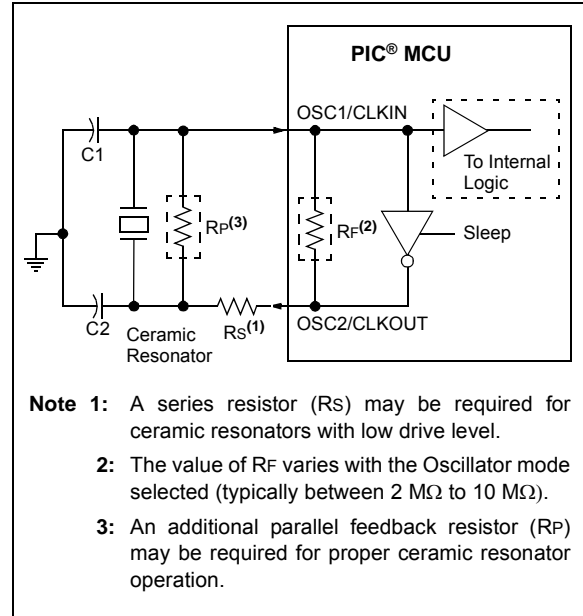 PIC® MCU
OSC1/CLKIN
C1
To Internal
Logic
RP(3)
RF(2)
Sleep
C2
Ceramic
Resonator
RS(1)
OSC2/CLKOUT
Note 1: A series resistor (RS) may be required for
ceramic resonators with low drive level.
2: The value of RF varies with the Oscillator mode
selected (typically between 2 MΩ to 10 MΩ).
3: An additional parallel feedback resistor (RP)
may be required for proper ceramic resonator
operation.